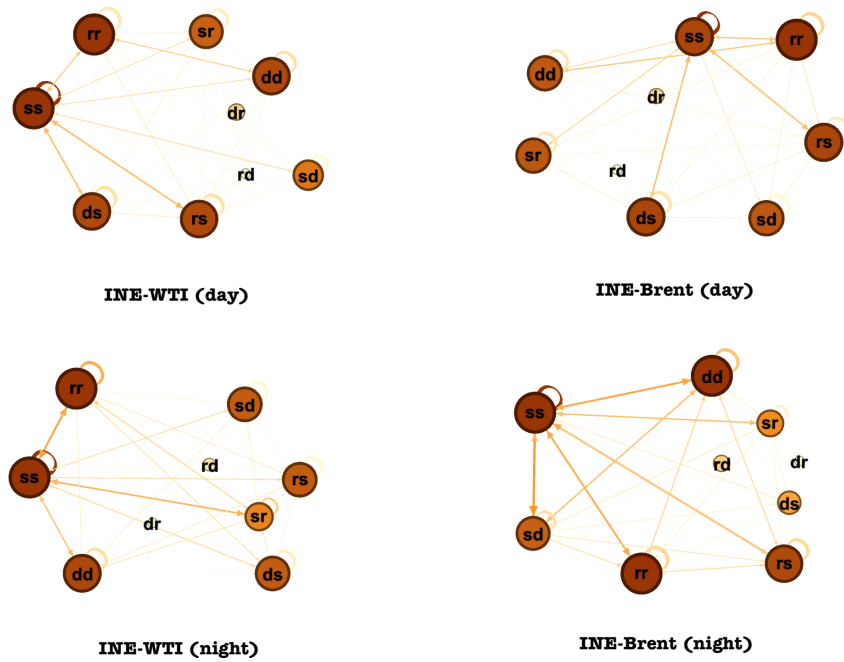 rr
sr
dd
ss
dr
rd
sd
ds
rs
INE-WTI (day)
ss
rr
dd
dr
rs
sr
rd
ds
sd
INE-Brent (day)
rr
sd
rd
ss
rs
sr
dr
dd
ds
INE-WTI (night)
dd
ss
sr
rd
dr
ds
sd
rr
rs
INE-Brent (night)